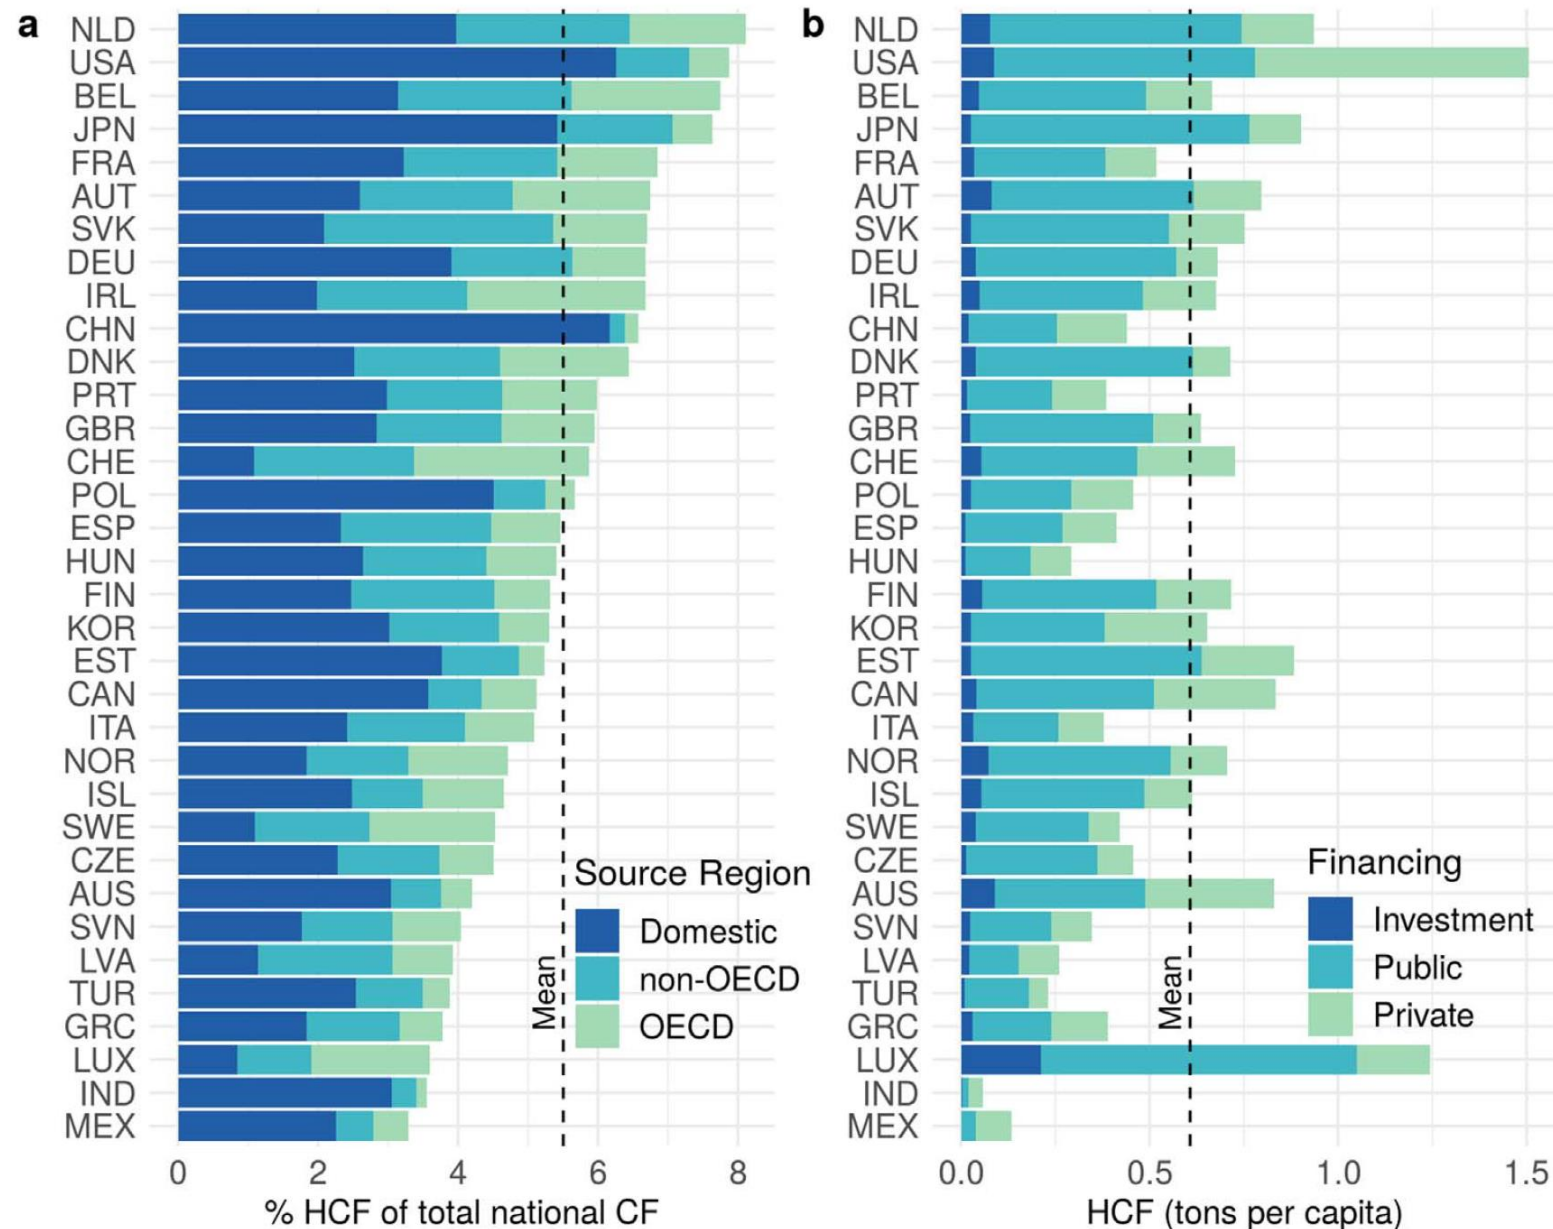 a
NLD
USA
BEL
JPN
FRA
AUT
SVK
DEU
IRL
CHN
DNK
PRT
GBR
CHE
POL
ESP
HUN
FIN
KOR
EST
CAN
ITA
NOR
ISL
SWE
CZE
AUS
SVN
LVA
TUR
GRC
LUX
IND
MEX
Mean
Source Region
Domestic
non-OECD
OECD
0 2 4 6 8
% HCF of total national CF
b
NLD
USA
BEL
JPN
FRA
AUT
SVK
DEU
IRL
CHN
DNK
PRT
GBR
CHE
POL
ESP
HUN
FIN
KOR
EST
CAN
ITA
NOR
ISL
SWE
CZE
AUS
SVN
LVA
TUR
GRC
LUX
IND
MEX
Mean
Financing
Investment
Public
Private
0.0 0.5 1.0 1.5
HCF (tons per capita)